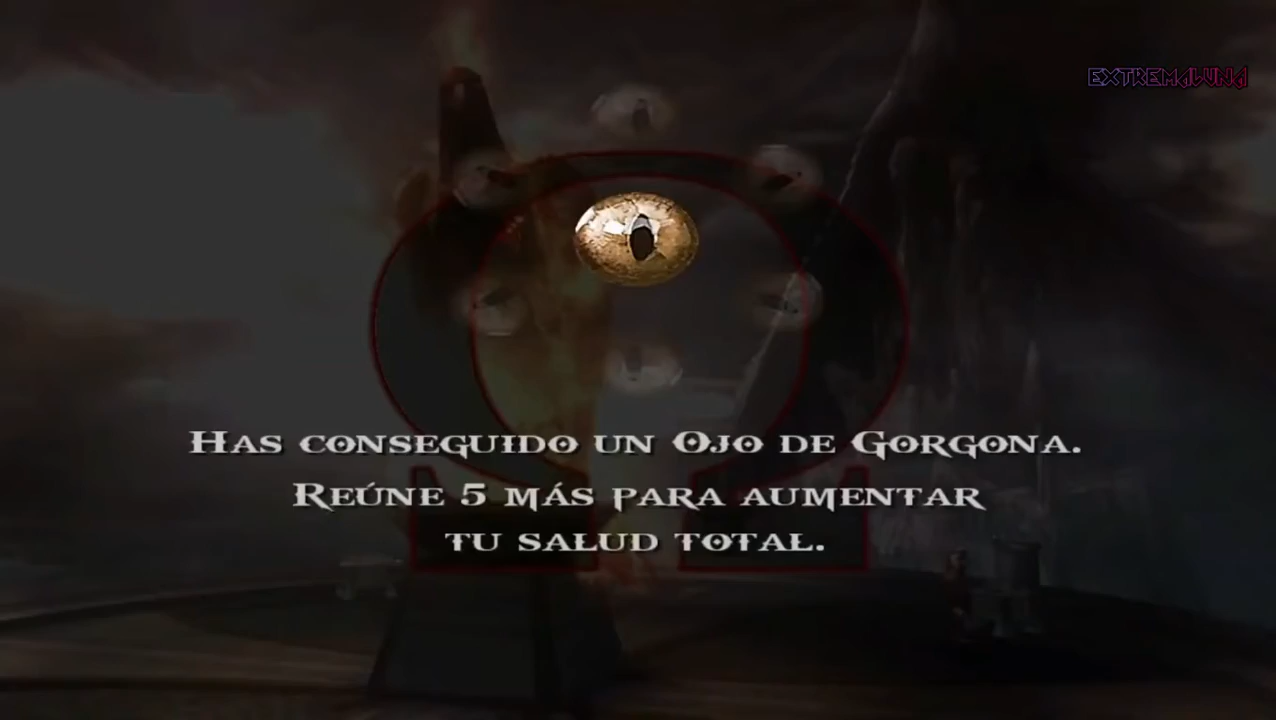 EXTREMALUNA
Has conseguido un Ojo de Gorgona.
Reúne 5 más para aumentar
tu salud total.